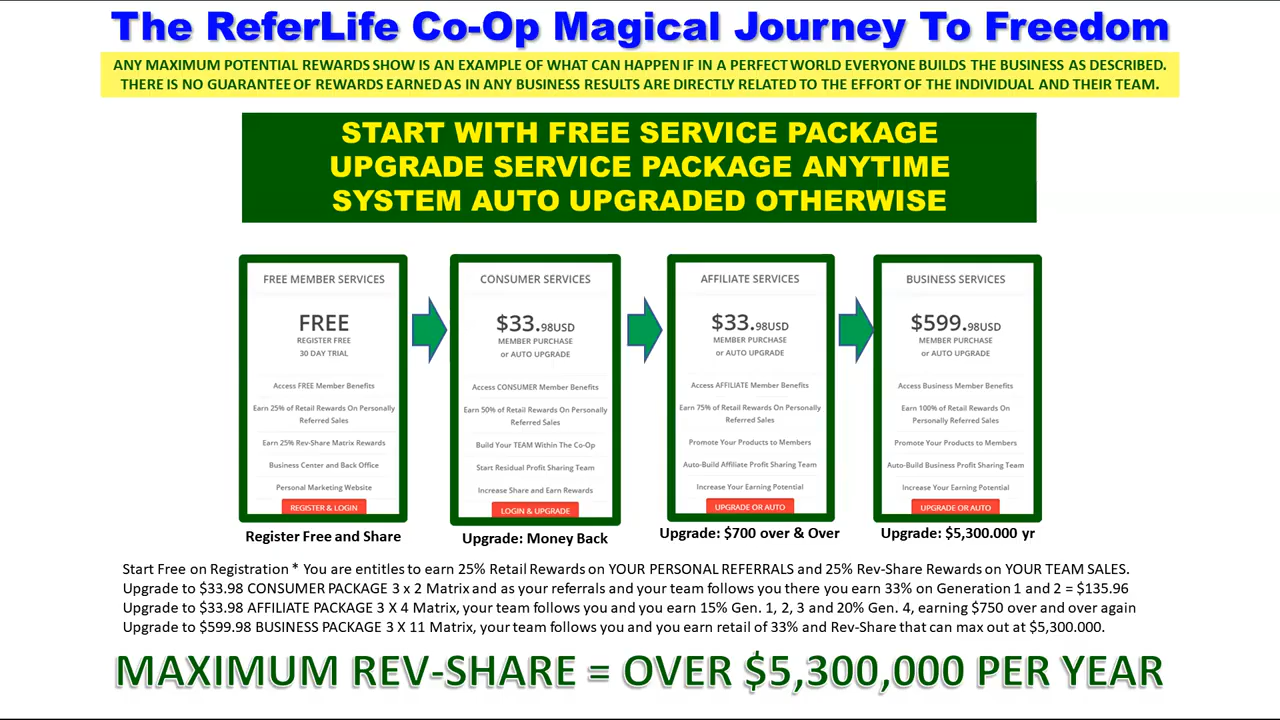 The ReferLife Co-Op Magical Journey To Freedom
ANY MAXIMUM POTENTIAL REWARDS SHOW IS AN EXAMPLE OF WHAT CAN HAPPEN IF IN A PERFECT WORLD EVERYONE BUILDS THE BUSINESS AS DESCRIBED.
THERE IS NO GUARANTEE OF REWARDS EARNED AS IN ANY BUSINESS RESULTS ARE DIRECTLY RELATED TO THE EFFORT OF THE INDIVIDUAL AND THEIR TEAM.
START WITH FREE SERVICE PACKAGE
UPGRADE SERVICE PACKAGE ANYTIME
SYSTEM AUTO UPGRADED OTHERWISE
FREE MEMBER SERVICES
FREE
REGISTER FREE
30 DAY TRIAL
Access FREE Member Benefits
Earn 25% of Retail Rewards On Personally
Referred Sales
Earn 25% Rev-Share Matrix Rewards
Business Center and Back Office
Personal Marketing Website
REGISTER & LOGIN
Register Free and Share
CONSUMER SERVICES
$33.98USD
MEMBER PURCHASE
or AUTO UPGRADE
Access CONSUMER Member Benefits
Earn 50% of Retail Rewards On Personally
Referred Sales
Build Your TEAM Within The Co-Op
Start Residual Profit Sharing Team
Increase Share and Earn Rewards
LOGIN & UPGRADE
Upgrade: Money Back
AFFILIATE SERVICES
$33.98USD
MEMBER PURCHASE
or AUTO UPGRADE
Access AFFILIATE Member Benefits
Earn 75% of Retail Rewards On Personally
Referred Sales
Promote Your Products to Members
Auto-Build Affiliate Profit Sharing Team
Increase Your Earning Potential
UPGRADE OR AUTO
Upgrade: $700 over & Over
BUSINESS SERVICES
$599.98USD
MEMBER PURCHASE
or AUTO UPGRADE
Access Business Member Benefits
Earn 100% of Retail Rewards On
Personally Referred Sales
Promote Your Products to Members
Auto-Build Business Profit Sharing Team
Increase Your Earning Potential
UPGRADE OR AUTO
Upgrade: $5,300.000 yr
Start Free on Registration * You are entitles to earn 25% Retail Rewards on YOUR PERSONAL REFERRALS and 25% Rev-Share Rewards on YOUR TEAM SALES.
Upgrade to $33.98 CONSUMER PACKAGE 3 x 2 Matrix and as your referrals and your team follows you there you earn 33% on Generation 1 and 2 = $135.96
Upgrade to $33.98 AFFILIATE PACKAGE 3 X 4 Matrix, your team follows you and you earn 15% Gen. 1, 2, 3 and 20% Gen. 4, earning $750 over and over again
Upgrade to $599.98 BUSINESS PACKAGE 3 X 11 Matrix, your team follows you and you earn retail of 33% and Rev-Share that can max out at $5,300.000.
MAXIMUM REV-SHARE = OVER $5,300,000 PER YEAR